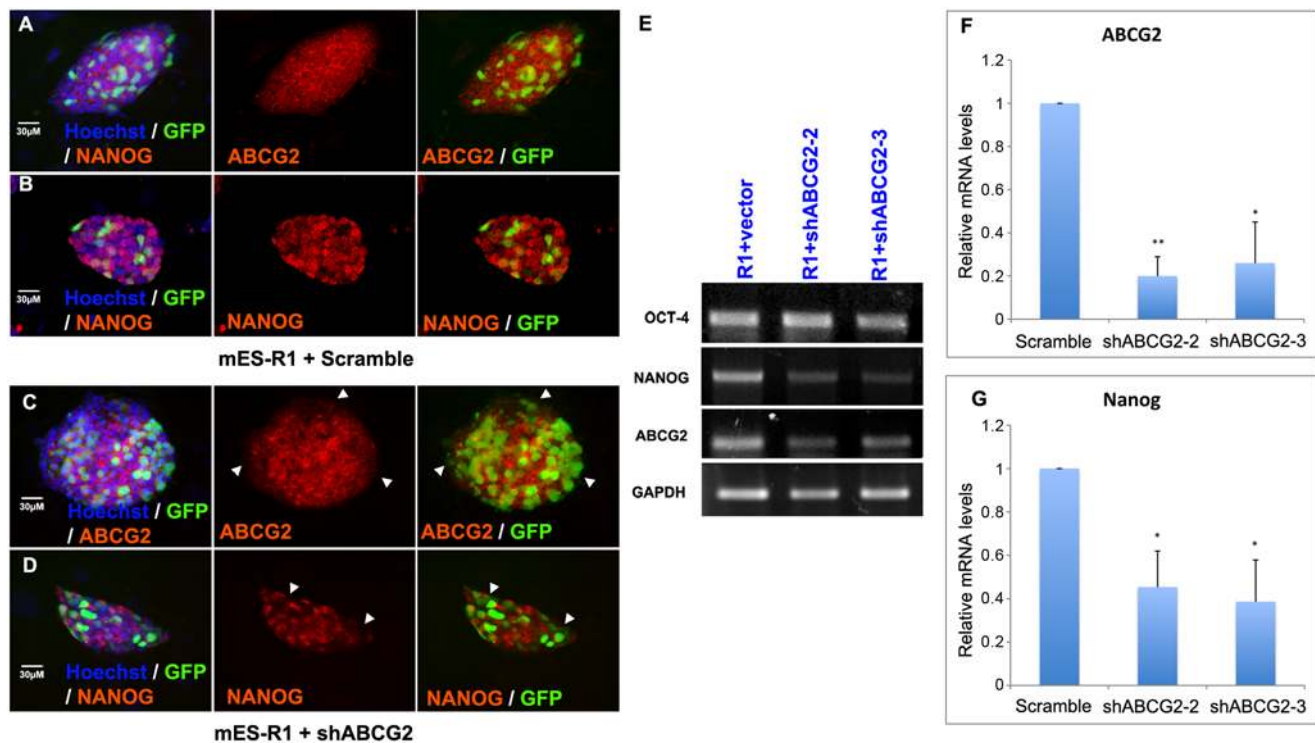 A
30µM
Hoechst / GFP
/ NANOG
ABCG2
ABCG2 / GFP
B
30µM
Hoechst / GFP
/ NANOG
NANOG
NANOG / GFP
mES-R1 + Scramble
C
30µM
Hoechst / GFP
/ ABCG2
ABCG2
ABCG2 / GFP
D
30µM
Hoechst / GFP
/ NANOG
NANOG
NANOG / GFP
mES-R1 + shABCG2
E
R1+vector
R1+shABCG2-2
R1+shABCG2-3
OCT-4
NANOG
ABCG2
GAPDH
F
ABCG2
Relative mRNA levels
1.2
1
0.8
0.6
0.4
0.2
0
**
*
Scramble
shABCG2-2
shABCG2-3
G
Nanog
Relative mRNA levels
1.2
1
0.8
0.6
0.4
0.2
0
*
*
Scramble
shABCG2-2
shABCG2-3